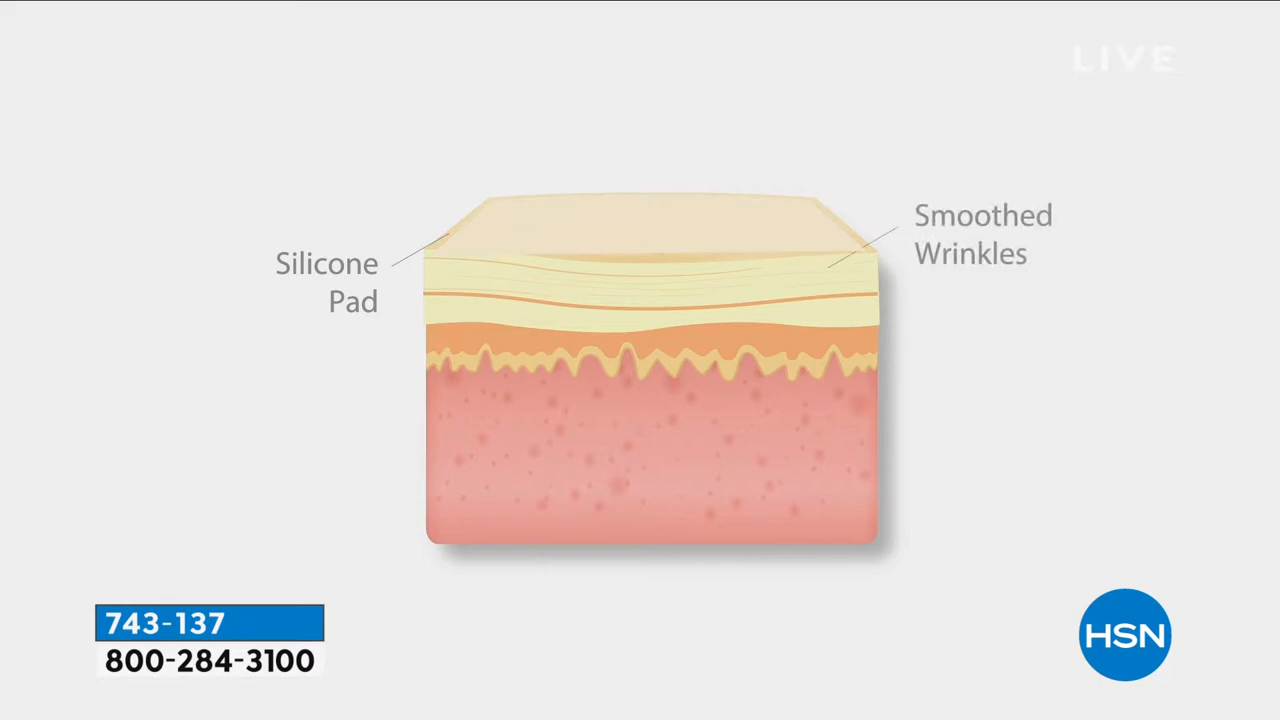 LIVE
Smoothed
Wrinkles
Silicone
Pad
743-137
800-284-3100
HSN